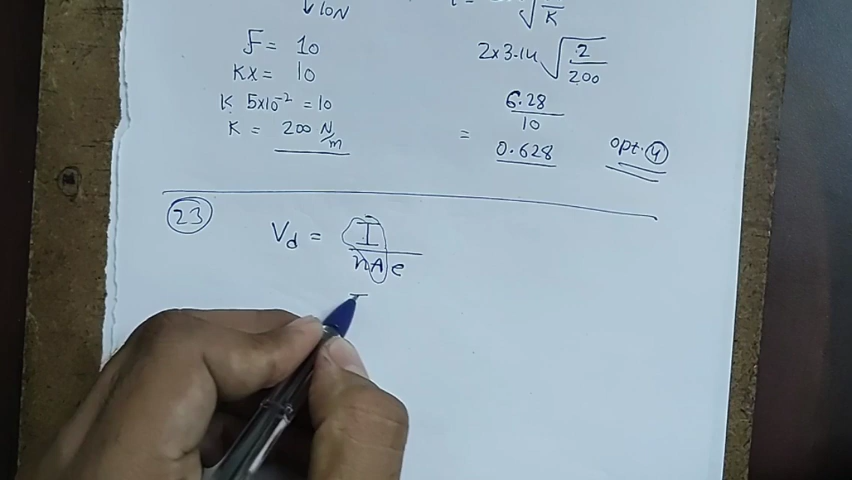 ↓10N
√K
F = 10
KX = 10
K 5x10⁻² = 10
K = 200 N/m
2x3.14 √2/200
6.28/10
= 0.628
opt. 4
23
Vd = I/nAe